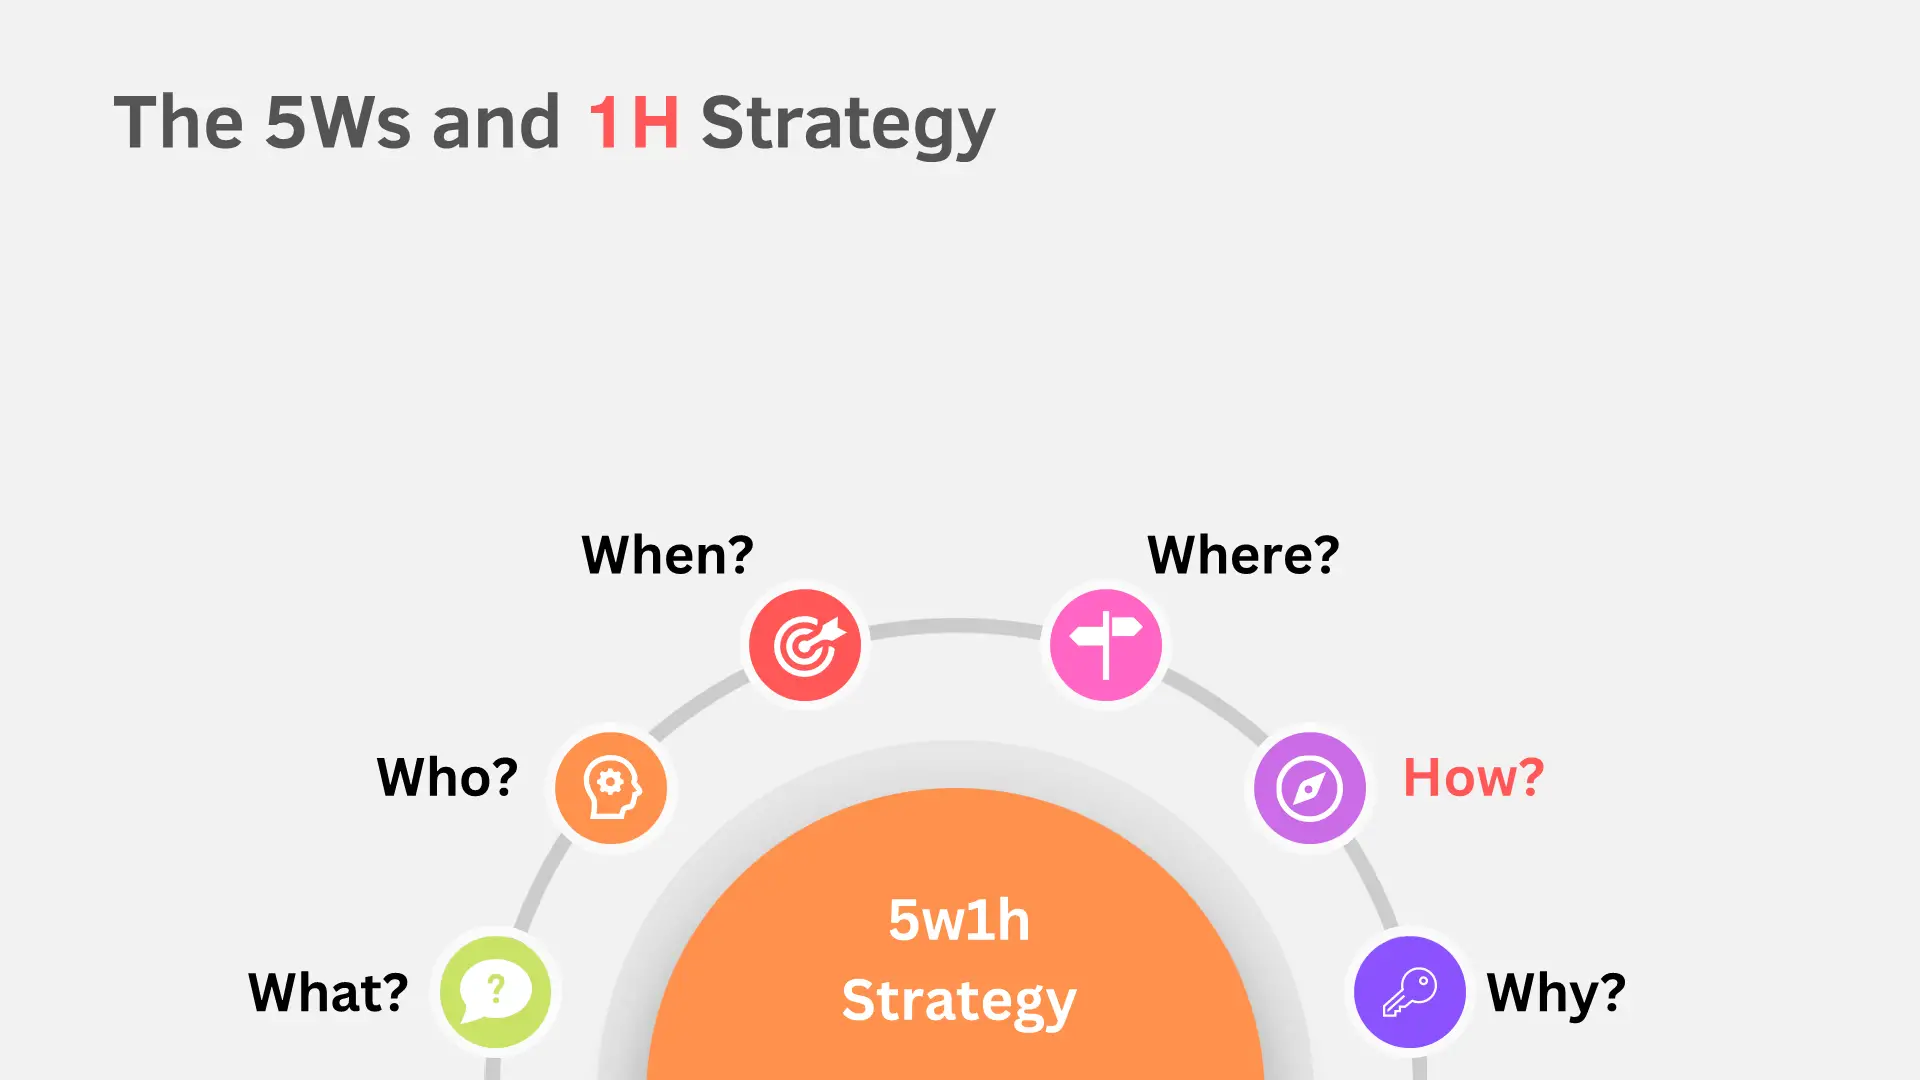 The 5Ws and 1H Strategy
When?
Where?
Who?
How?
5w1h
Strategy
What?
?
Why?